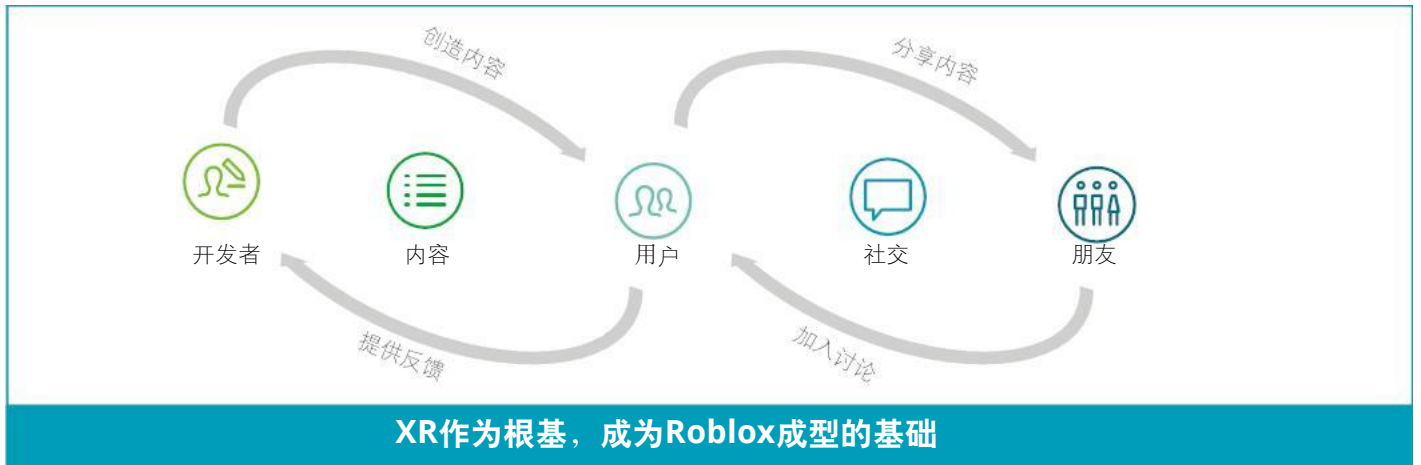 创造内容
分享内容
开发者
内容
用户
社交
朋友
提供反馈
加入讨论
XR作为根基，成为Roblox成型的基础